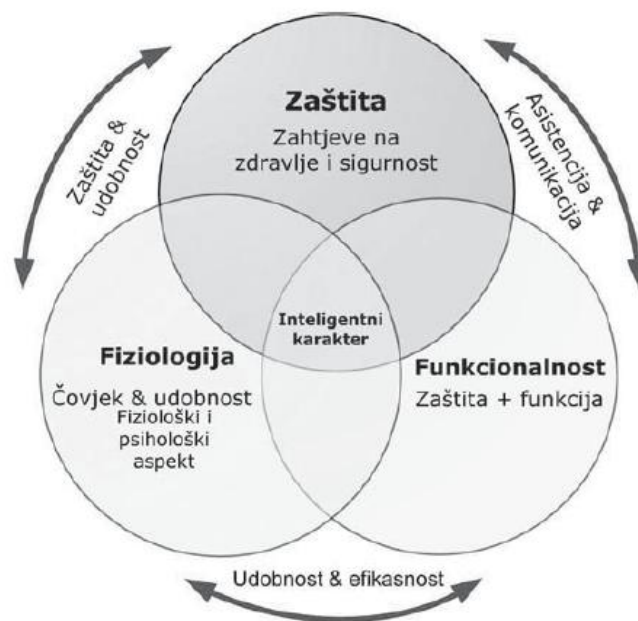 Zaštita
Zahtjeve na
zdravlje i sigurnost
Zaštita &
udobnost
Asistencija &
komunikacija
Inteligentni
karakter
Fiziologija
Čovjek & udobnost
Fiziološki i
psihološki
aspekt
Funkcionalnost
Zaštita + funkcija
Udobnost & efikasnost